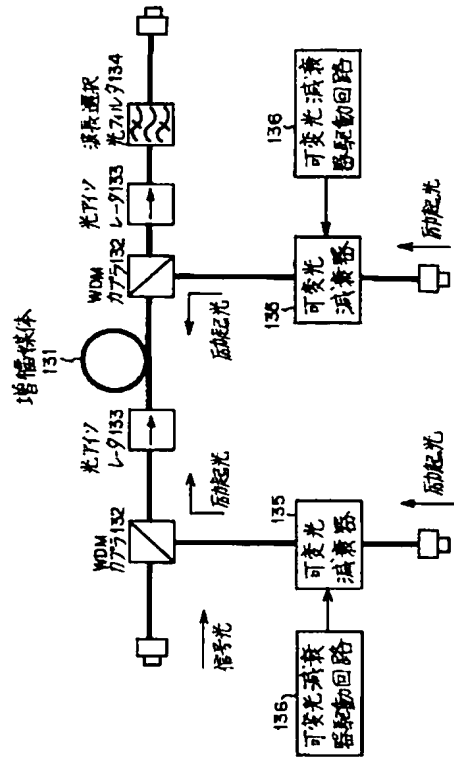 増幅媒体
131
WDM
カプラ132
光アイソ
レータ133
WDM
カプラ132
光アイソ
レータ133
波長選択
光フィルタ134
信号光
励起光
励起光
135
可変光
減衰器
136
可変光減衰
器駆動回路
励起光
136
可変光減衰
器駆動回路
可変光
減衰器
135
励起光